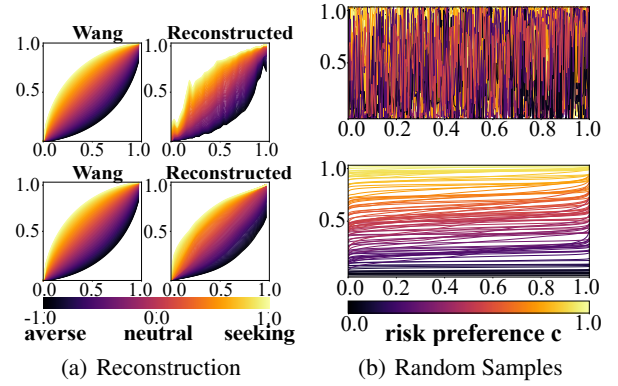 Wang
Reconstructed
1.0
0.5
0.0 0.5 1.0
0.0 0.5 1.0
Wang
Reconstructed
1.0
0.5
0.0 0.5 1.0
0.0 0.5 1.0
-1.0 0.0 1.0
averse neutral seeking
(a) Reconstruction
1.0
0.5
0.0 0.2 0.4 0.6 0.8 1.0
1.0
0.5
0.0 0.2 0.4 0.6 0.8 1.0
0.0 1.0
risk preference c
(b) Random Samples